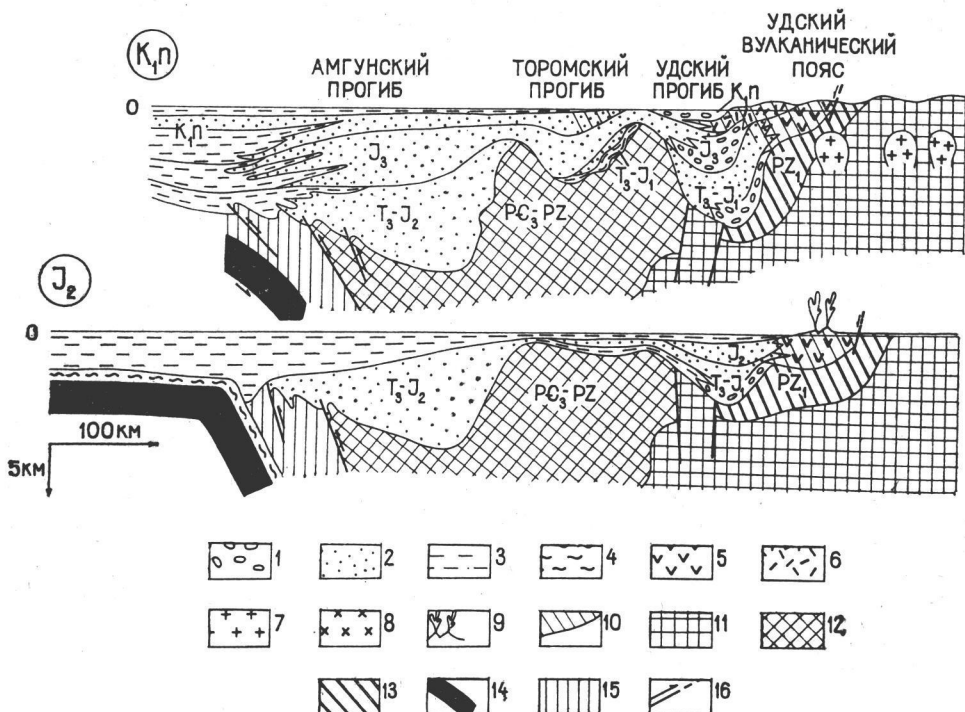 K₁n
АМГУНСКИЙ ПРОГИБ
ТОРОМСКИЙ ПРОГИБ
УДСКИЙ ПРОГИБ
УДСКИЙ ВУЛКАНИЧЕСКИЙ ПОЯС
0
K₁n
K₁n
J₃
J₃
T₃-J₂
PЄ₃-PZ
T₃-J₁
T₃-J₁
PZ₁
J₂
0
T₃-J₂
PЄ₃-PZ
T₃-J₁
PZ₁
100 КМ
5КМ
1 2 3 4 5 6
7 8 9 10 11 12
13 14 15 16